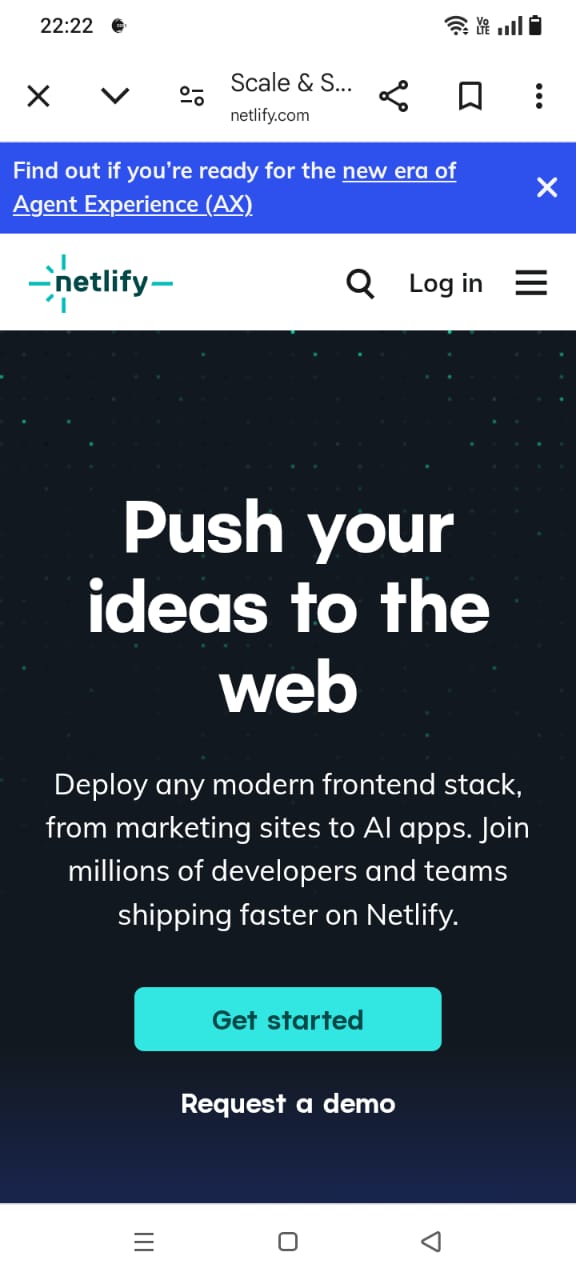 22:22
Vo
LTE
Scale & S...
netlify.com
Find out if you're ready for the new era of
Agent Experience (AX)
netlify
Log in
Push your
ideas to the
web
Deploy any modern frontend stack,
from marketing sites to AI apps. Join
millions of developers and teams
shipping faster on Netlify.
Get started
Request a demo